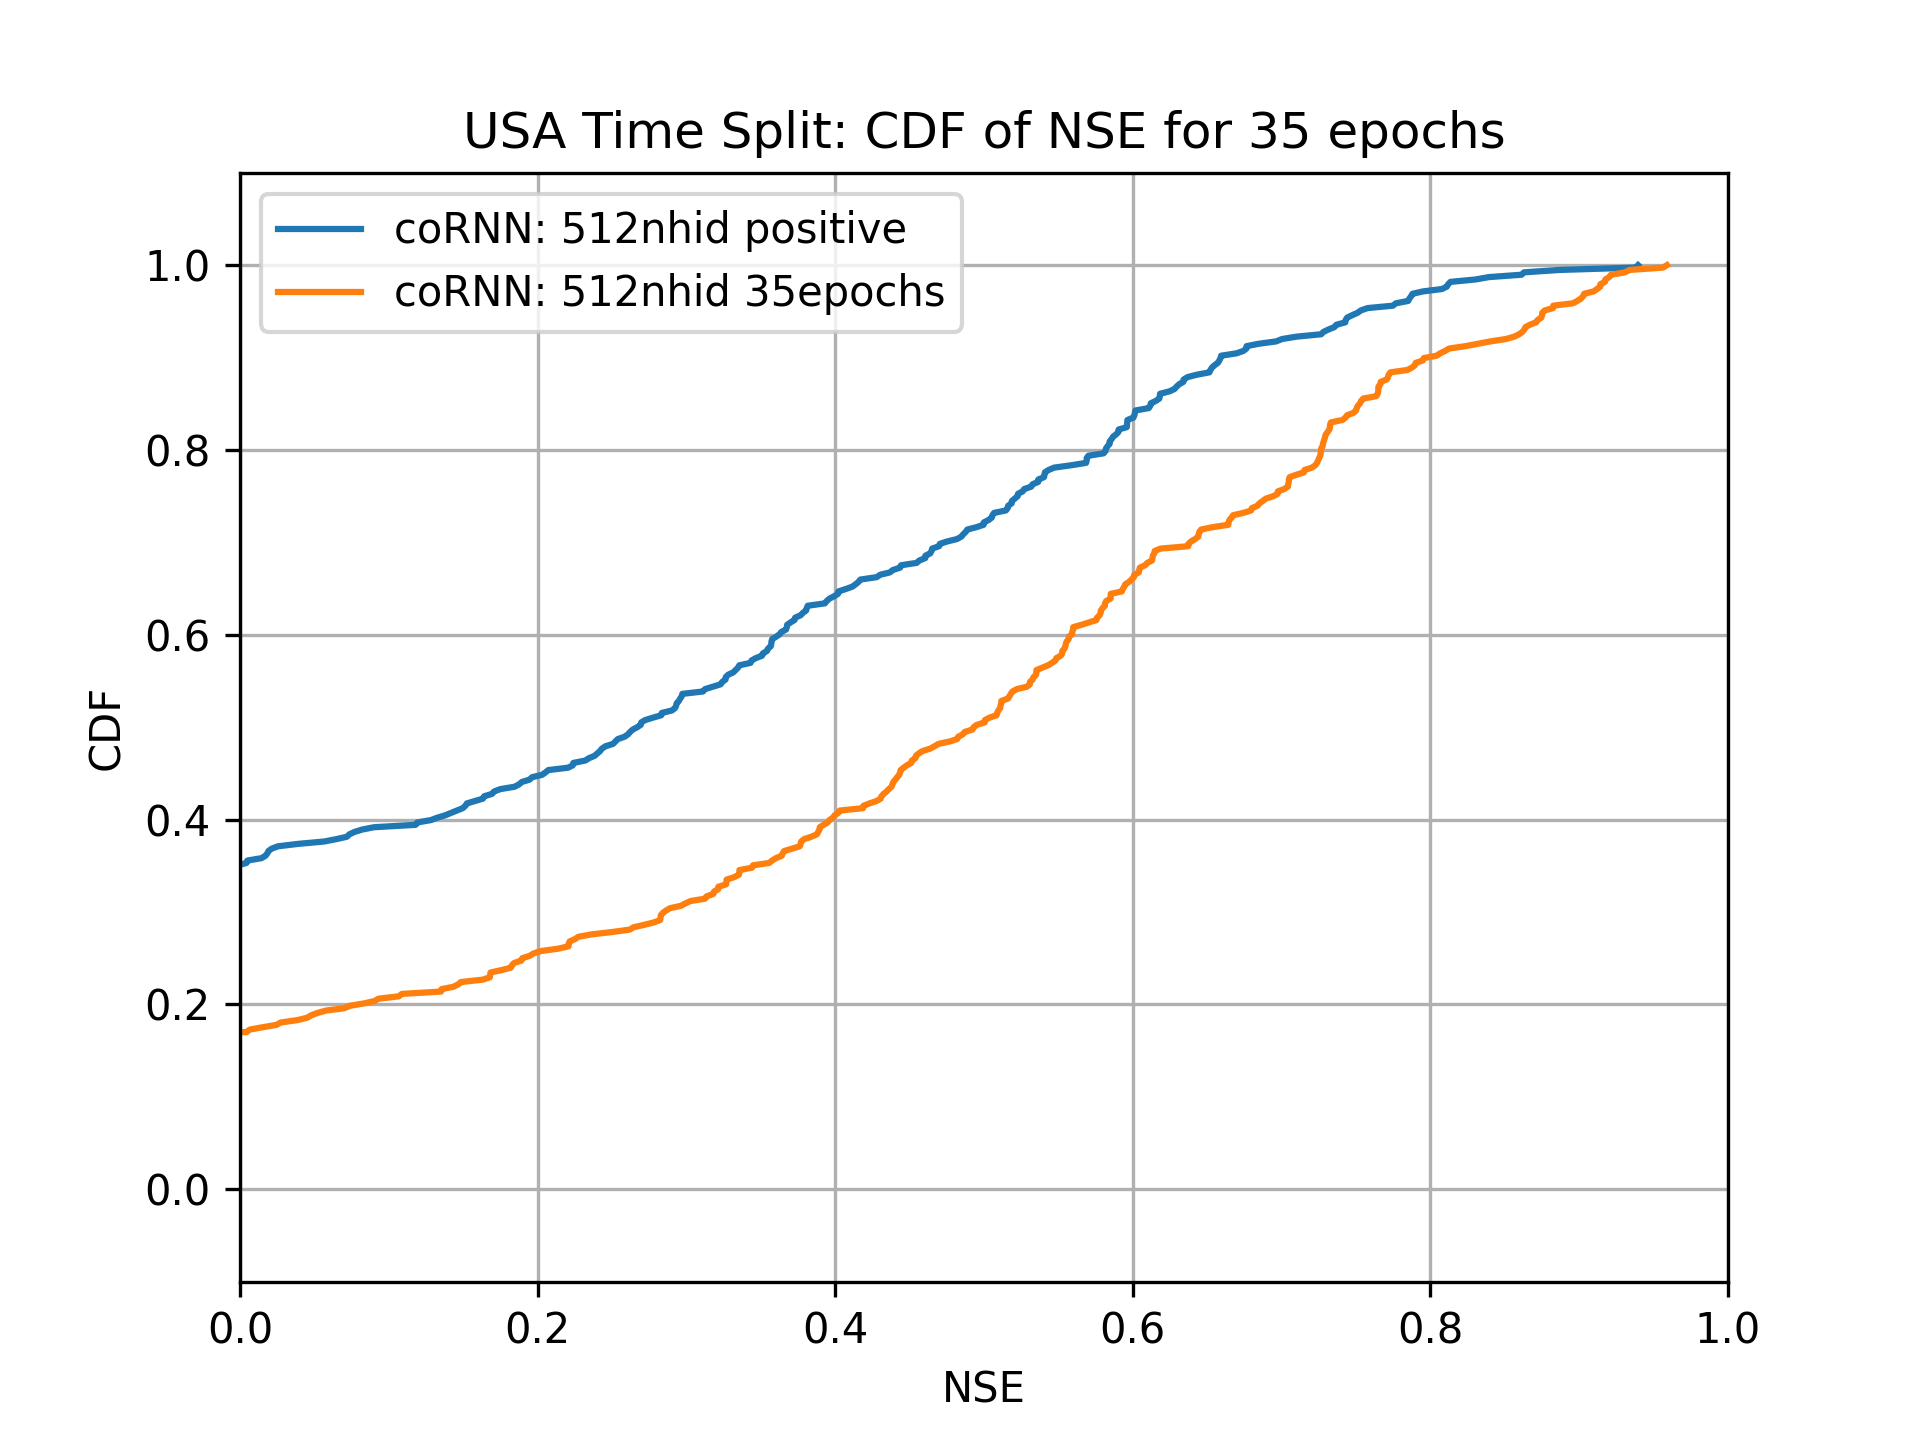 USA Time Split: CDF of NSE for 35 epochs
coRNN: 512nhid positive
coRNN: 512nhid 35epochs
1.0
0.8
0.6
0.4
0.2
0.0
CDF
0.0 0.2 0.4 0.6 0.8 1.0
NSE